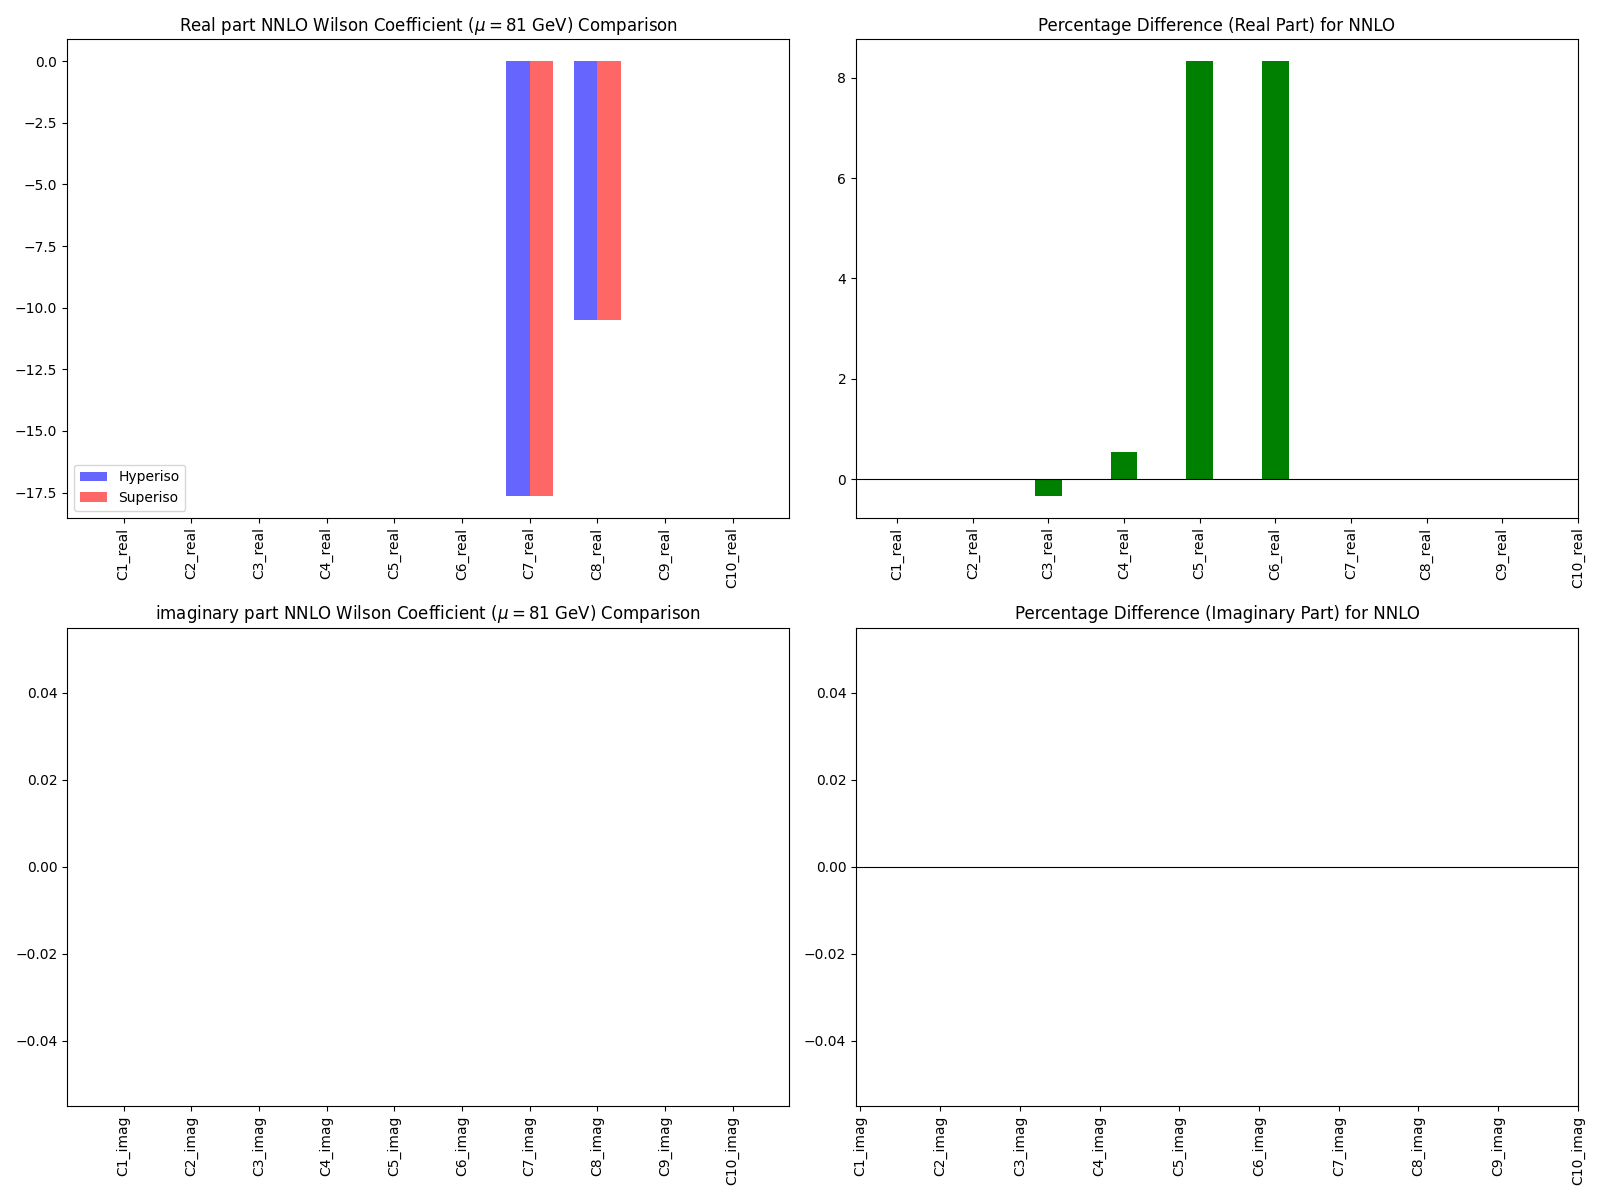 Real part NNLO Wilson Coefficient (μ = 81 GeV) Comparison
0.0
−2.5
−5.0
−7.5
−10.0
−12.5
−15.0
−17.5
Hyperiso
Superiso
C1_real
C2_real
C3_real
C4_real
C5_real
C6_real
C7_real
C8_real
C9_real
C10_real
Percentage Difference (Real Part) for NNLO
8
6
4
2
0
C1_real
C2_real
C3_real
C4_real
C5_real
C6_real
C7_real
C8_real
C9_real
C10_real
imaginary part NNLO Wilson Coefficient (μ = 81 GeV) Comparison
0.04
0.02
0.00
−0.02
−0.04
C1_imag
C2_imag
C3_imag
C4_imag
C5_imag
C6_imag
C7_imag
C8_imag
C9_imag
C10_imag
Percentage Difference (Imaginary Part) for NNLO
0.04
0.02
0.00
−0.02
−0.04
C1_imag
C2_imag
C3_imag
C4_imag
C5_imag
C6_imag
C7_imag
C8_imag
C9_imag
C10_imag